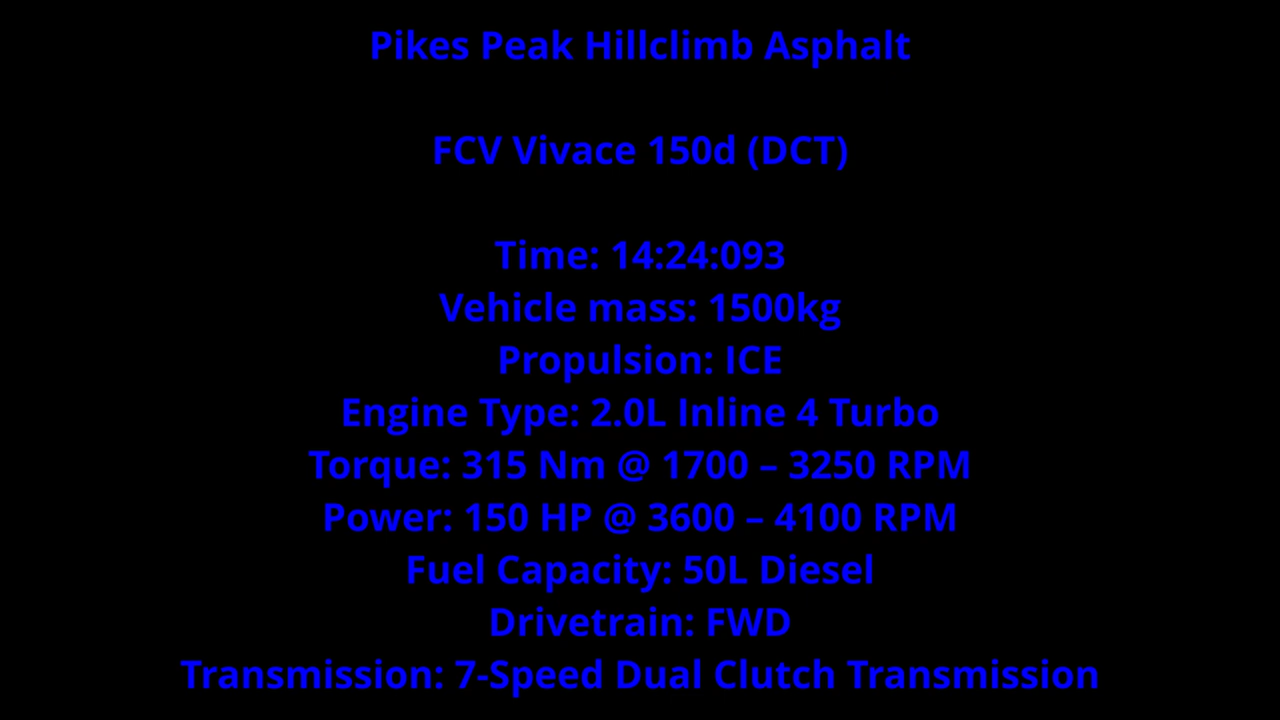 Pikes Peak Hillclimb Asphalt
FCV Vivace 150d (DCT)
Time: 14:24:093
Vehicle mass: 1500kg
Propulsion: ICE
Engine Type: 2.0L Inline 4 Turbo
Torque: 315 Nm @ 1700 – 3250 RPM
Power: 150 HP @ 3600 – 4100 RPM
Fuel Capacity: 50L Diesel
Drivetrain: FWD
Transmission: 7-Speed Dual Clutch Transmission